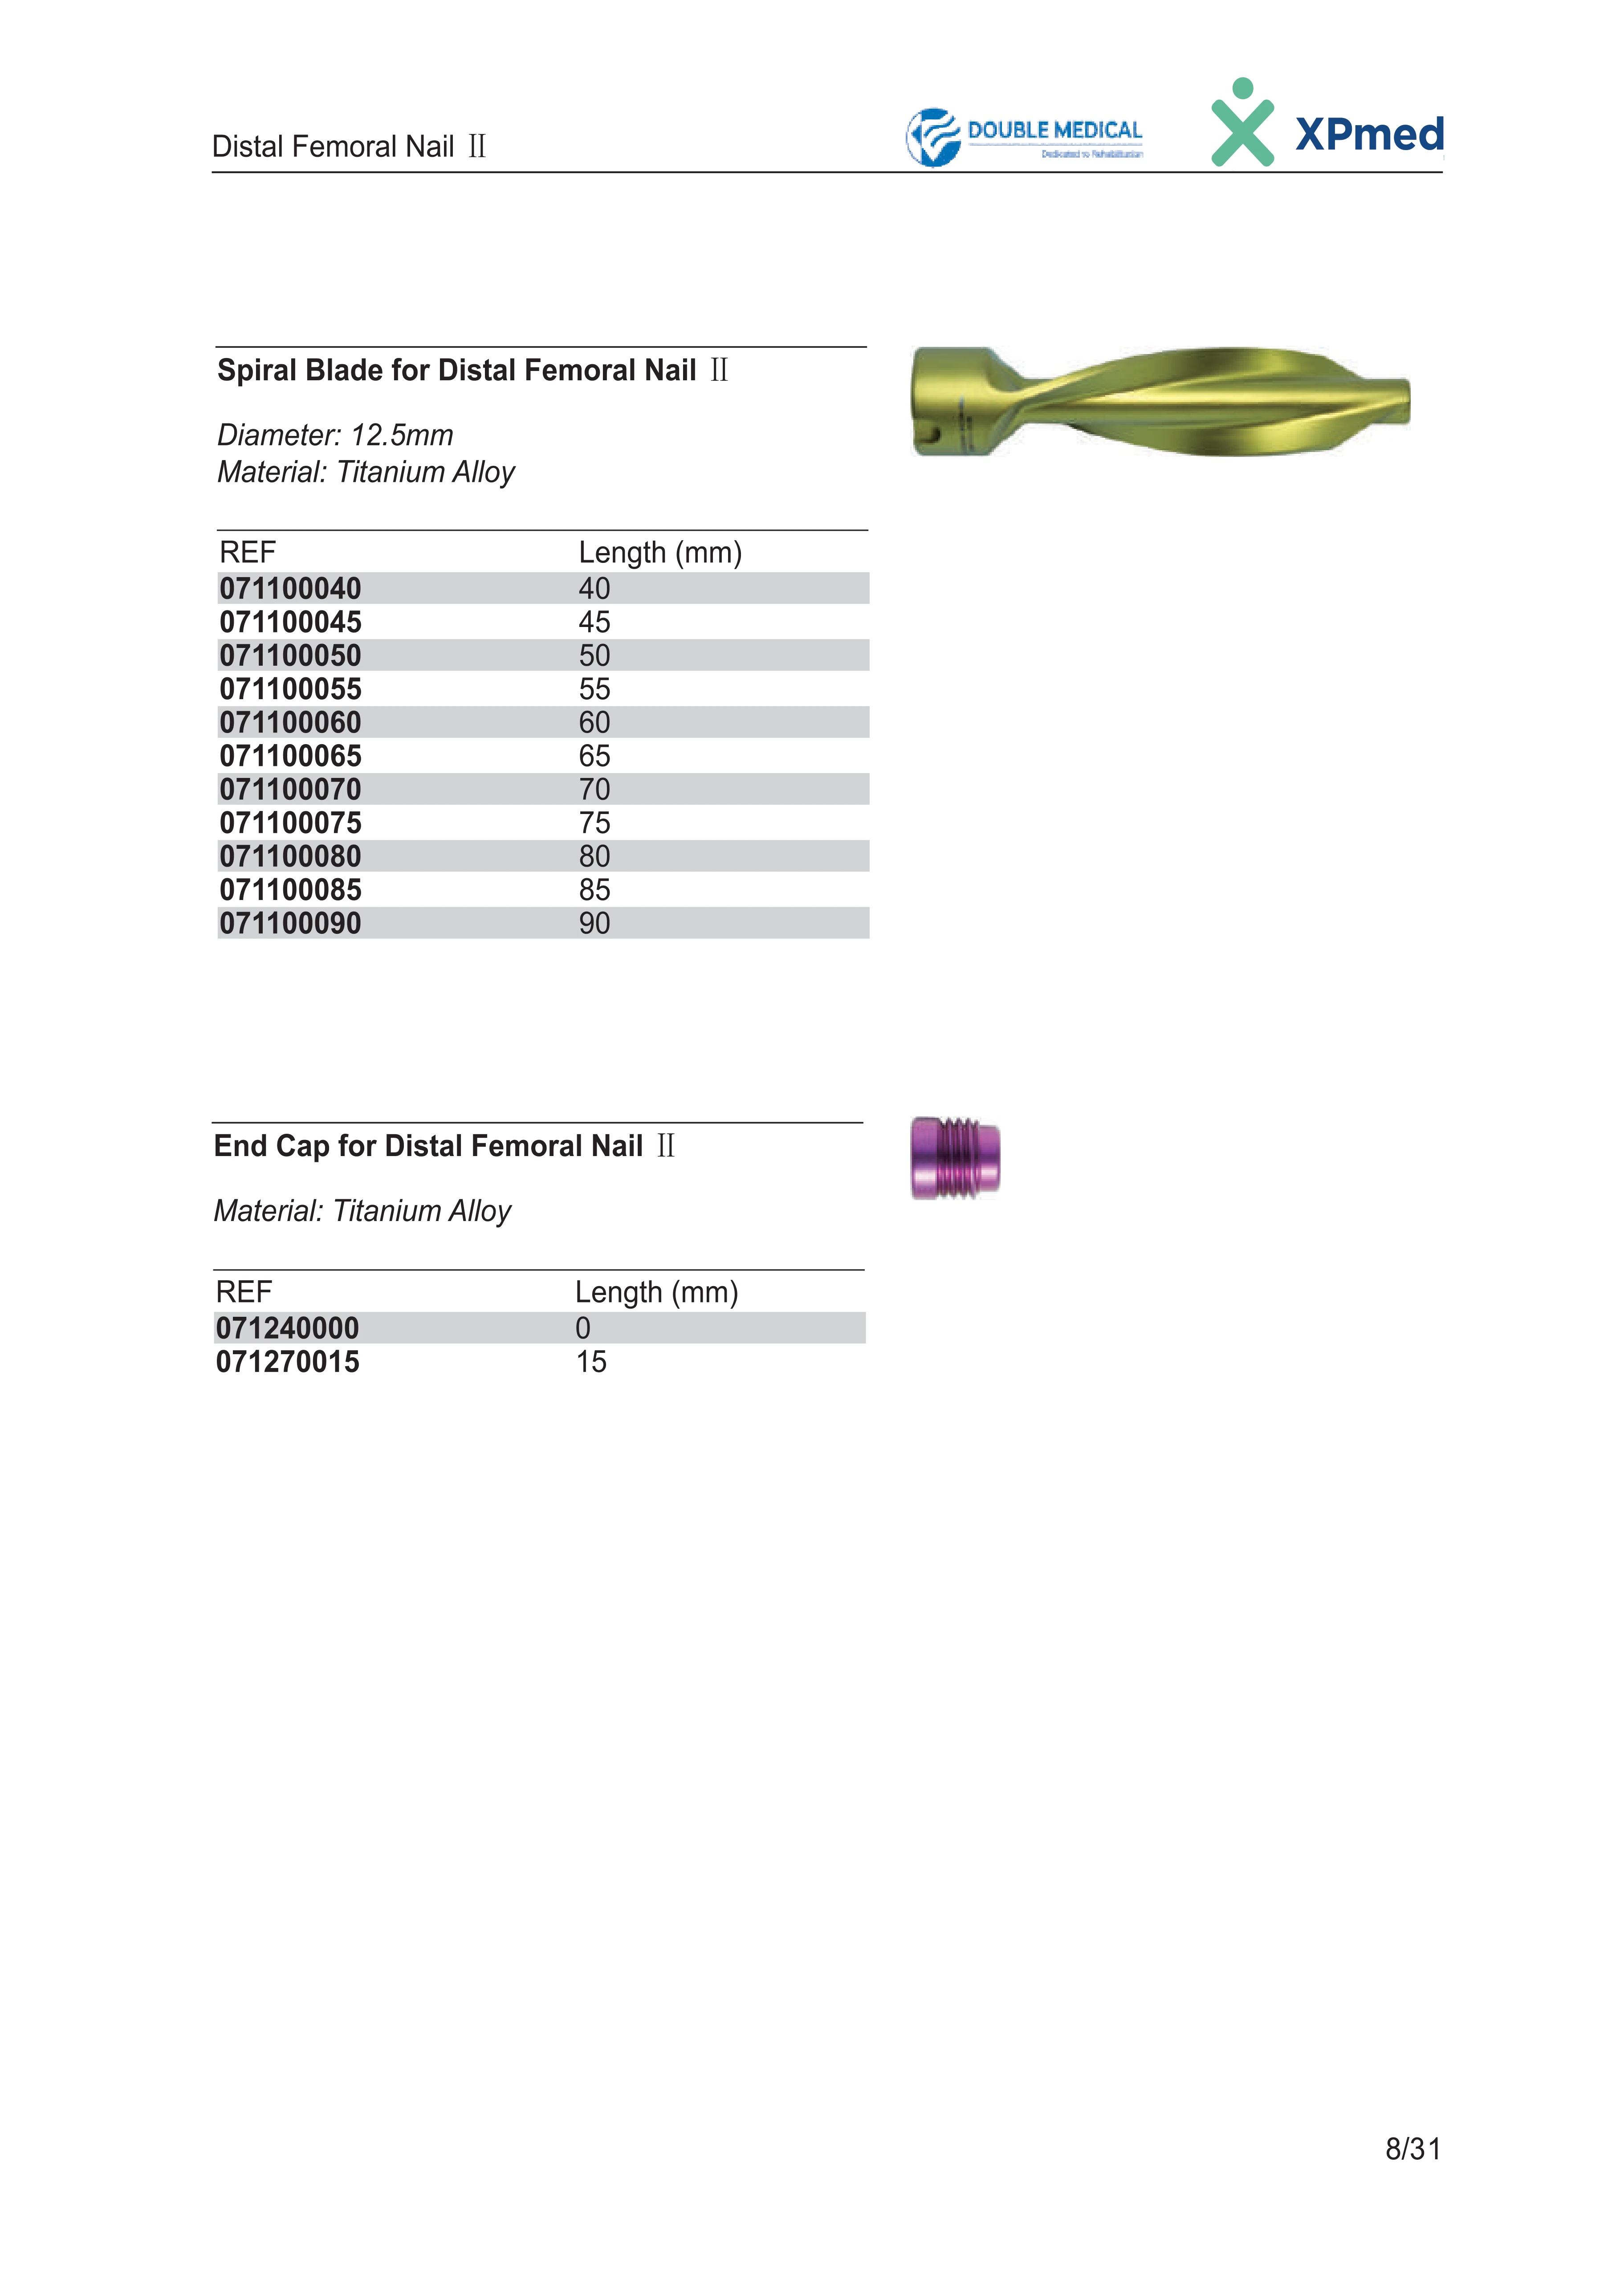 Distal Femoral Nail Ⅱ
DOUBLE MEDICAL
Dedicated to Rehabilitation
XPmed
Spiral Blade for Distal Femoral Nail Ⅱ
Diameter: 12.5mm
Material: Titanium Alloy
REF Length (mm)
071100040 40
071100045 45
071100050 50
071100055 55
071100060 60
071100065 65
071100070 70
071100075 75
071100080 80
071100085 85
071100090 90
End Cap for Distal Femoral Nail Ⅱ
Material: Titanium Alloy
REF Length (mm)
071240000 0
071270015 15
8/31